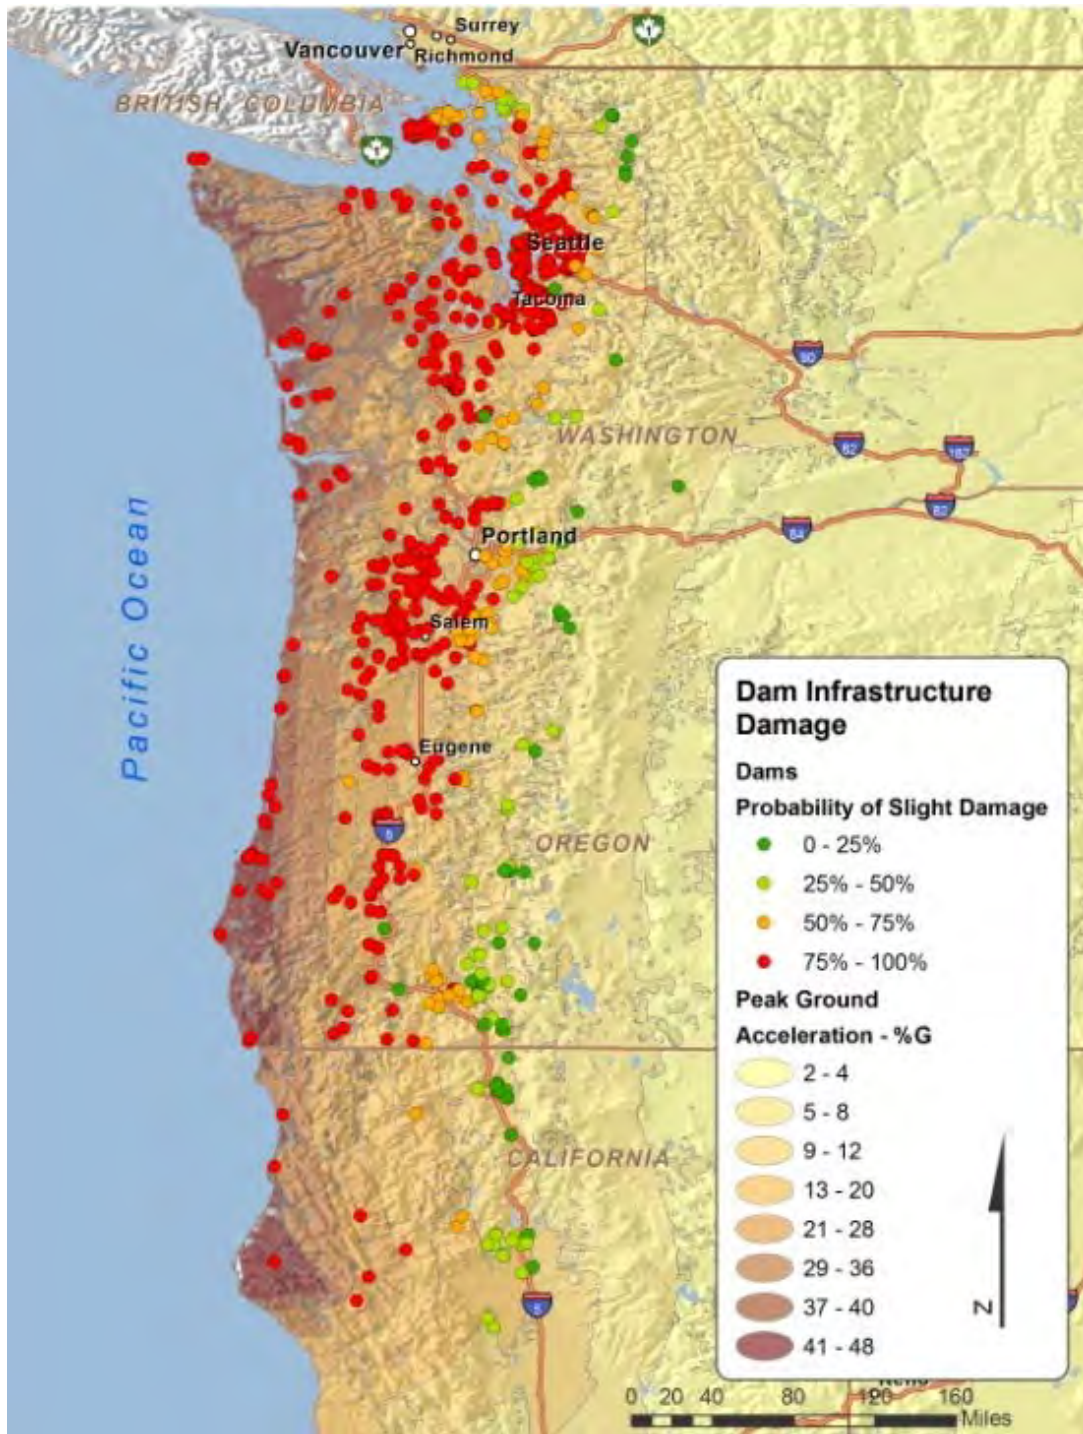 Surrey
Vancouver
Richmond
1
BRITISH COLUMBIA
1
Seattle
Tacoma
90
WASHINGTON
82
182
82
84
Portland
Pacific Ocean
Salem
Eugene
5
OREGON
CALIFORNIA
5
Dam Infrastructure
Damage
Dams
Probability of Slight Damage
0 - 25%
25% - 50%
50% - 75%
75% - 100%
Peak Ground
Acceleration - %G
2 - 4
5 - 8
9 - 12
13 - 20
21 - 28
29 - 36
37 - 40
41 - 48
N
0 20 40 80 120 160
Miles